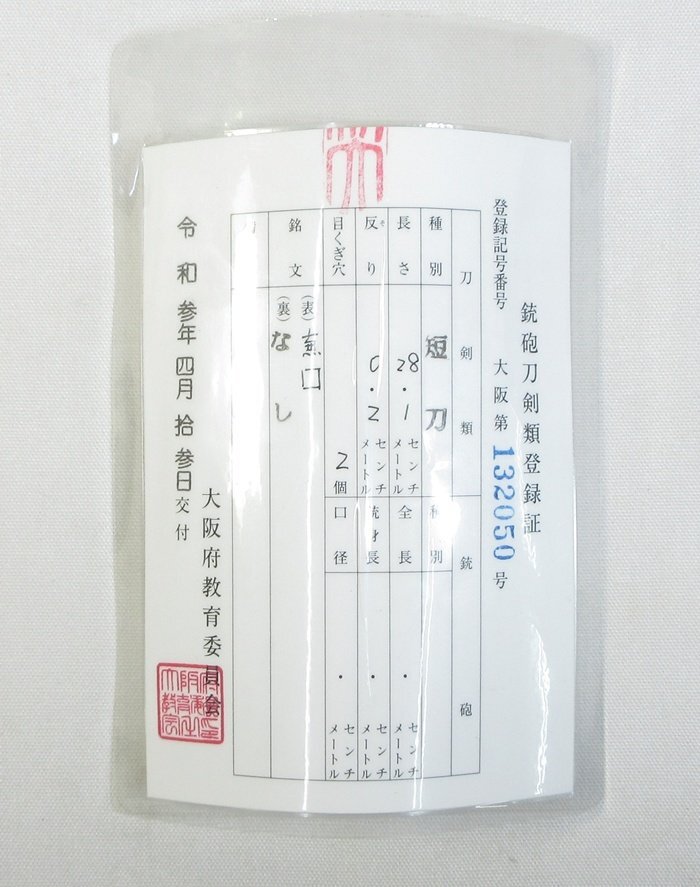 銃砲刀剣類登録証
登録記号番号 大阪第 132050 号
刀剣類 銃砲
種別 短刀 種別
長さ 28.1 センチメートル 全長 ・ センチメートル
反り そ 0.2 センチメートル 銃身長 ・ センチメートル
目くぎ穴 2個 口径 ・ センチメートル
銘文 (表) 口
(裏) なし
大阪府教育委員会
令和参年四月拾参日交付